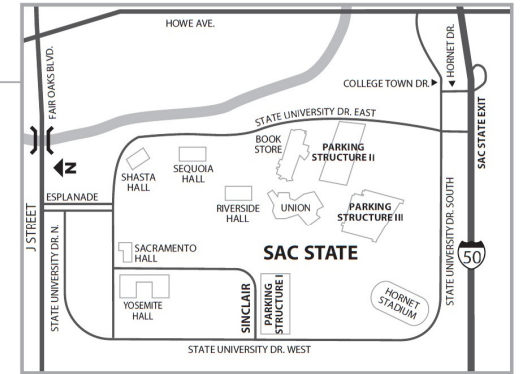 HOWE AVE.
FAIR OAKS BLVD.
HORNET DR.
COLLEGE TOWN DR.
STATE UNIVERSITY DR. EAST
SAC STATE EXIT
BOOK
STORE
PARKING
STRUCTURE II
N
SHASTA
HALL
SEQUOIA
HALL
ESPLANADE
RIVERSIDE
HALL
UNION
PARKING
STRUCTURE III
J STREET
STATE UNIVERSITY DR. N.
SACRAMENTO
HALL
SAC STATE
STATE UNIVERSITY DR. SOUTH
50
YOSEMITE
HALL
SINCLAIR
PARKING
STRUCTURE I
HORNET
STADIUM
STATE UNIVERSITY DR. WEST